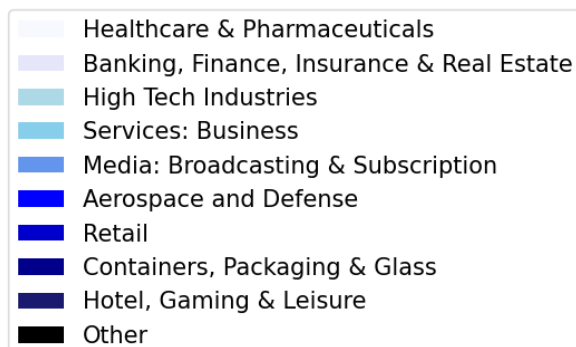 Healthcare & Pharmaceuticals
Banking, Finance, Insurance & Real Estate
High Tech Industries
Services: Business
Media: Broadcasting & Subscription
Aerospace and Defense
Retail
Containers, Packaging & Glass
Hotel, Gaming & Leisure
Other